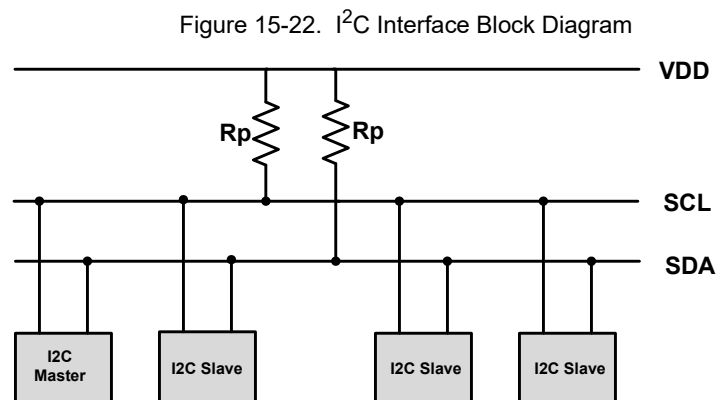 Figure 15-22. I²C Interface Block Diagram
VDD
Rp
Rp
SCL
SDA
I2C
Master
I2C Slave
I2C Slave
I2C Slave